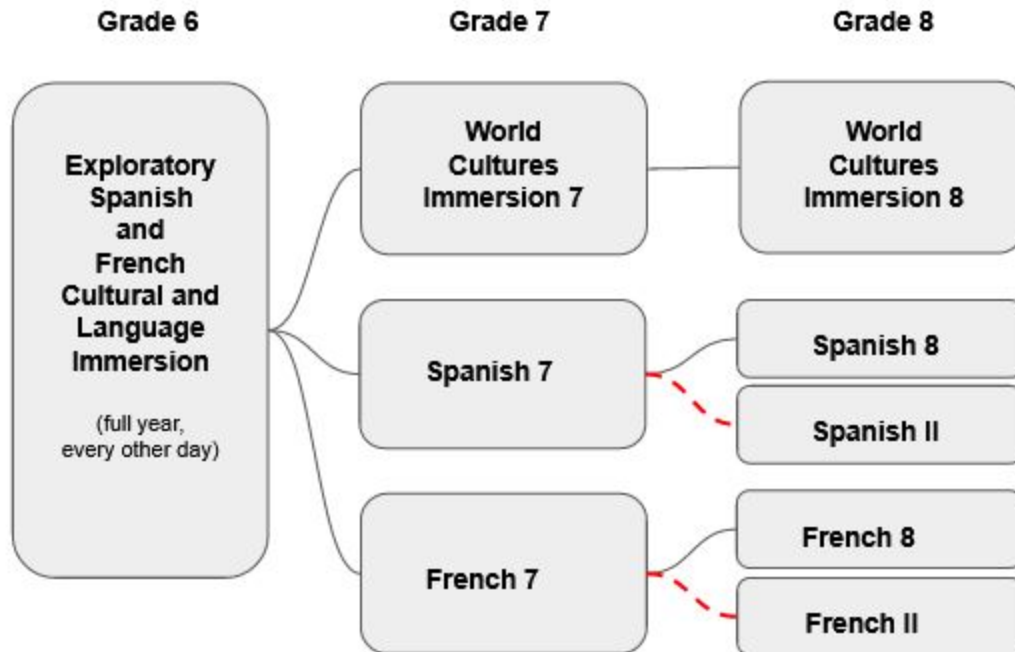 Grade 6
Grade 7
Grade 8
Exploratory
Spanish
and
French
Cultural and
Language
Immersion
(full year,
every other day)
World
Cultures
Immersion 7
World
Cultures
Immersion 8
Spanish 7
Spanish 8
Spanish II
French 7
French 8
French II